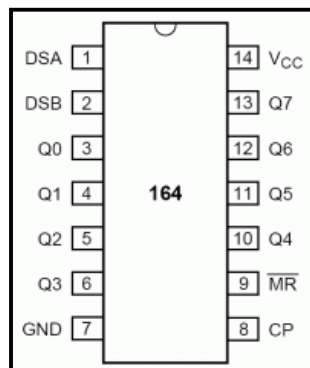 DSA 1 14 VCC
DSB 2 13 Q7
Q0 3 12 Q6
Q1 4 164 11 Q5
Q2 5 10 Q4
Q3 6 9 M̅R̅
GND 7 8 CP